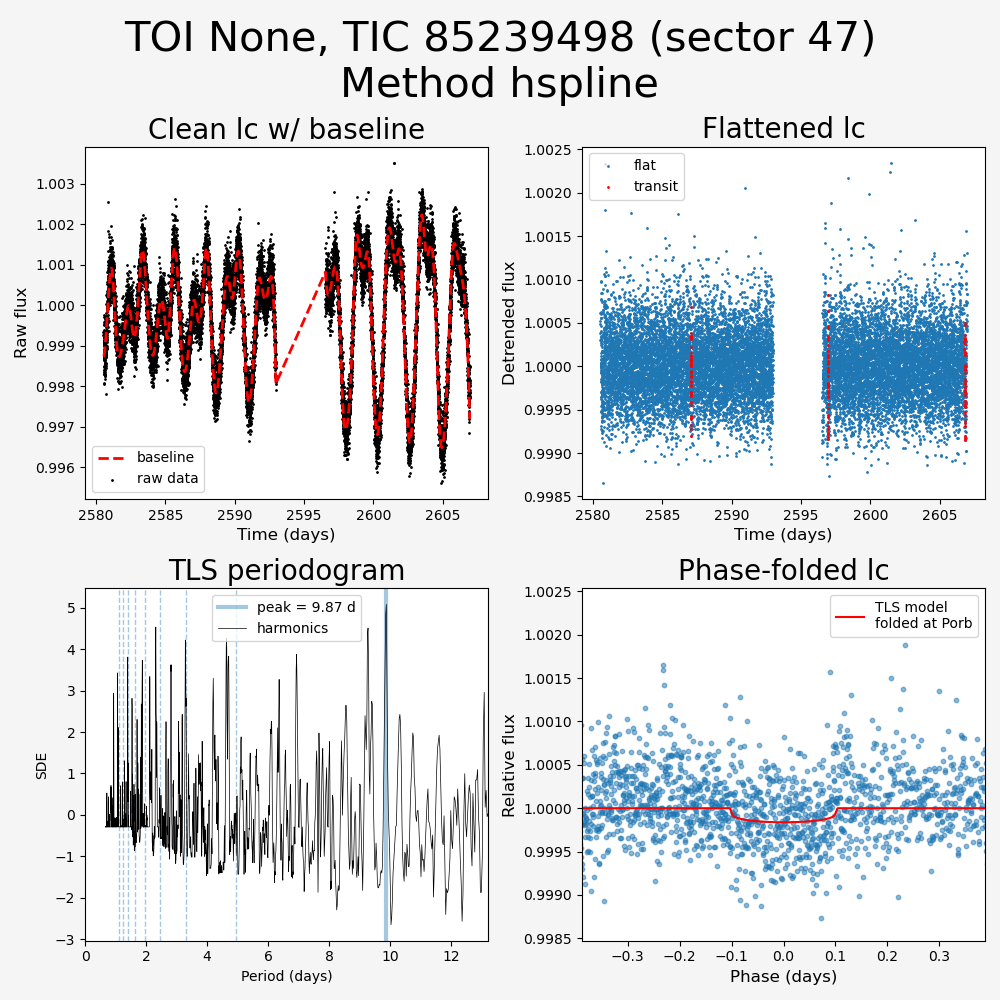 TOI None, TIC 85239498 (sector 47)
Method hspline
Clean lc w/ baseline
Raw flux
1.003
1.002
1.001
1.000
0.999
0.998
0.997
0.996
baseline
raw data
2580
2585
2590
2595
2600
2605
Time (days)
Flattened lc
Detrended flux
1.0025
1.0020
1.0015
1.0010
1.0005
1.0000
0.9995
0.9990
0.9985
flat
transit
2580
2585
2590
2595
2600
2605
Time (days)
TLS periodogram
SDE
5
4
3
2
1
0
−1
−2
−3
peak = 9.87 d
harmonics
0
2
4
6
8
10
12
Period (days)
Phase-folded lc
Relative flux
1.0025
1.0020
1.0015
1.0010
1.0005
1.0000
0.9995
0.9990
0.9985
TLS model
folded at Porb
−0.3
−0.2
−0.1
0.0
0.1
0.2
0.3
Phase (days)